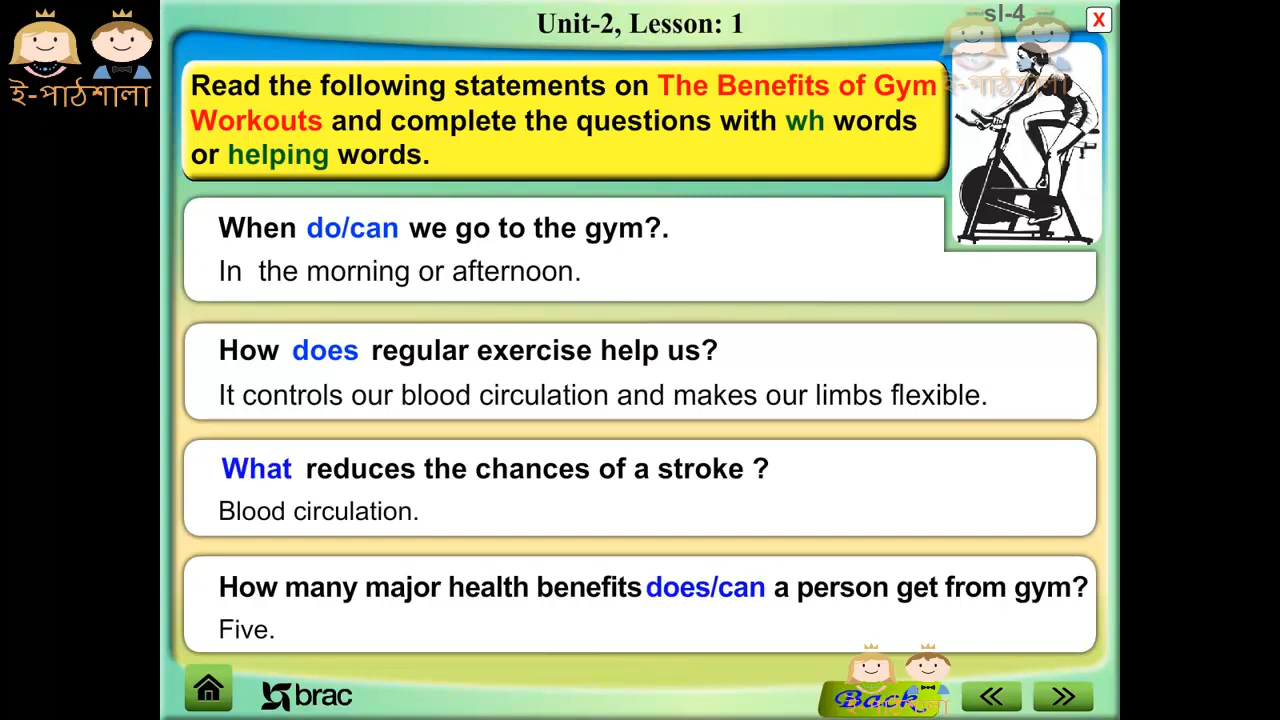 Unit-2, Lesson: 1
sl-4
X
ই-পাঠশালা
ই-পাঠশালা
Read the following statements on The Benefits of Gym
Workouts and complete the questions with wh words
or helping words.
When do/can we go to the gym?.
In the morning or afternoon.
How does regular exercise help us?
It controls our blood circulation and makes our limbs flexible.
What reduces the chances of a stroke ?
Blood circulation.
How many major health benefits does/can a person get from gym?
Five.
brac
Back
ই-পাঠশালা